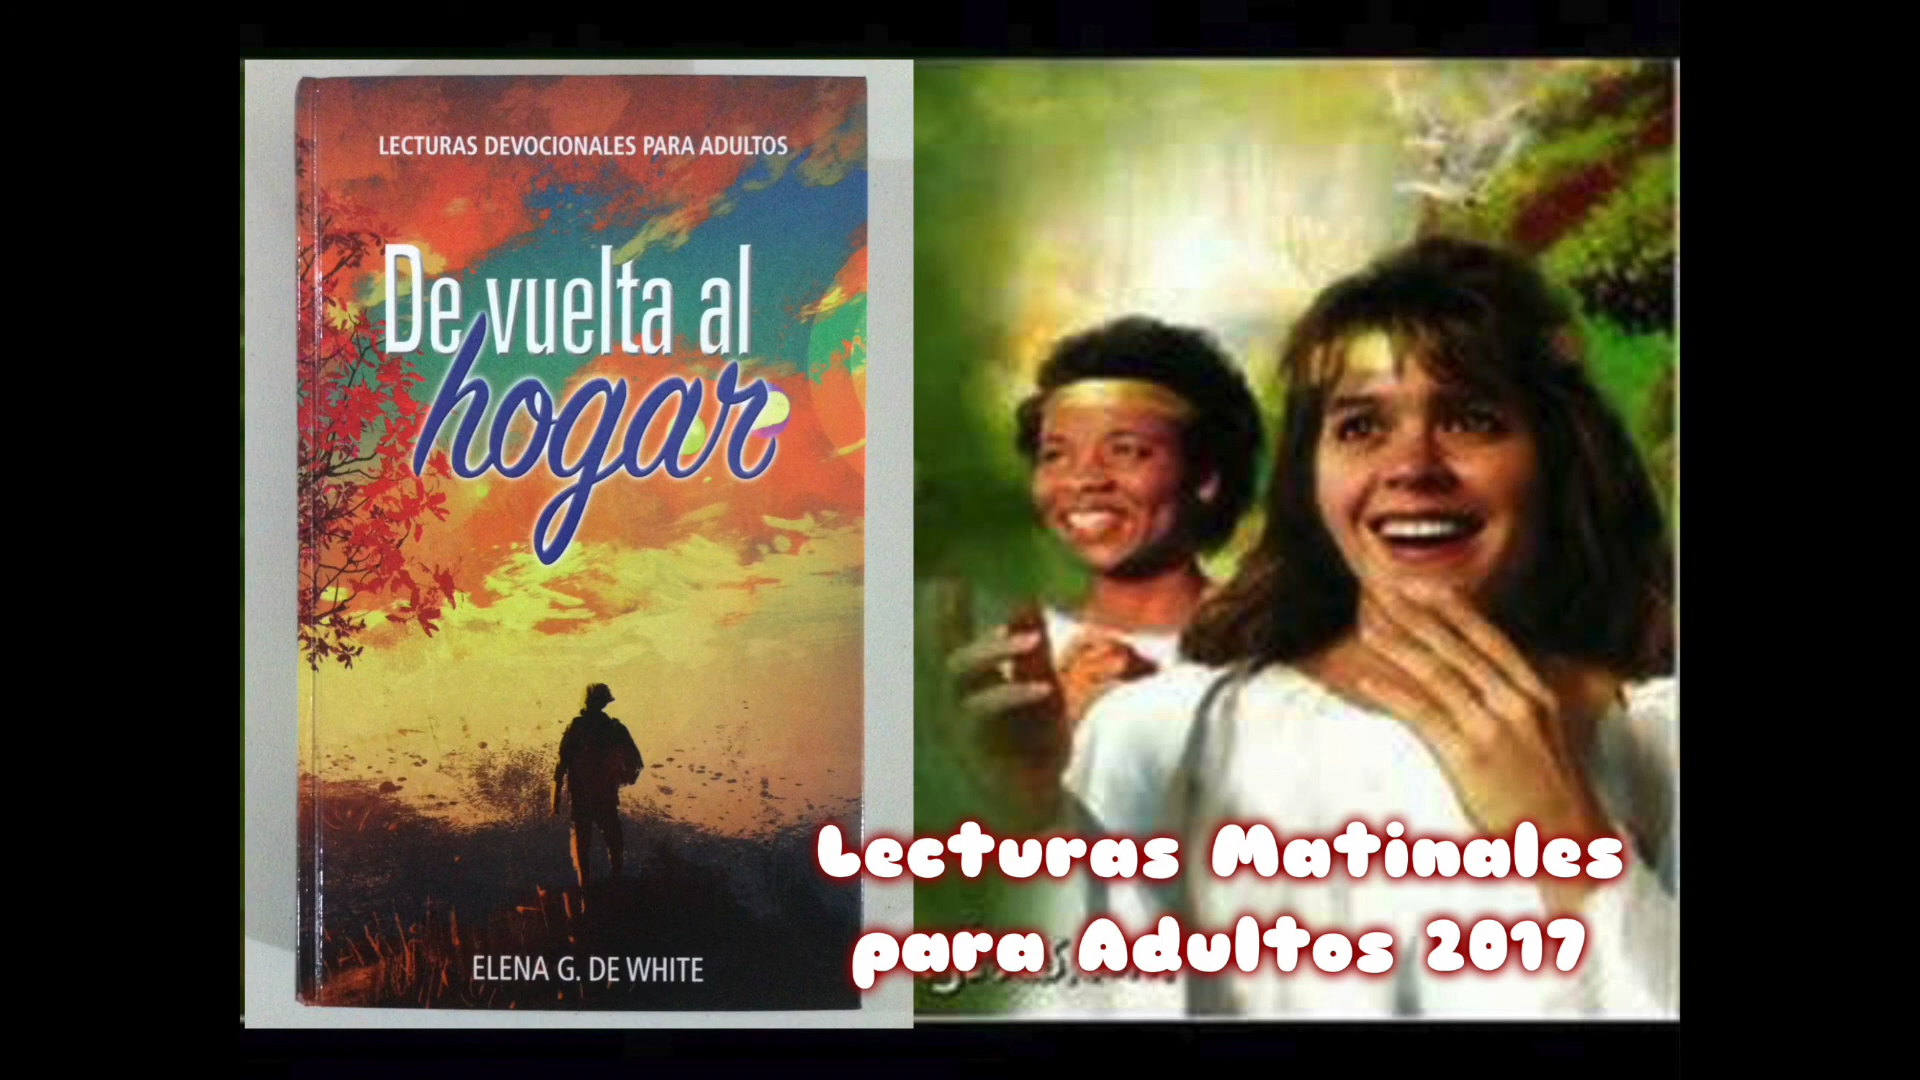 LECTURAS DEVOCIONALES PARA ADULTOS
De vuelta al
hogar
ELENA G. DE WHITE
Lecturas Matinales
para Adultos 2017